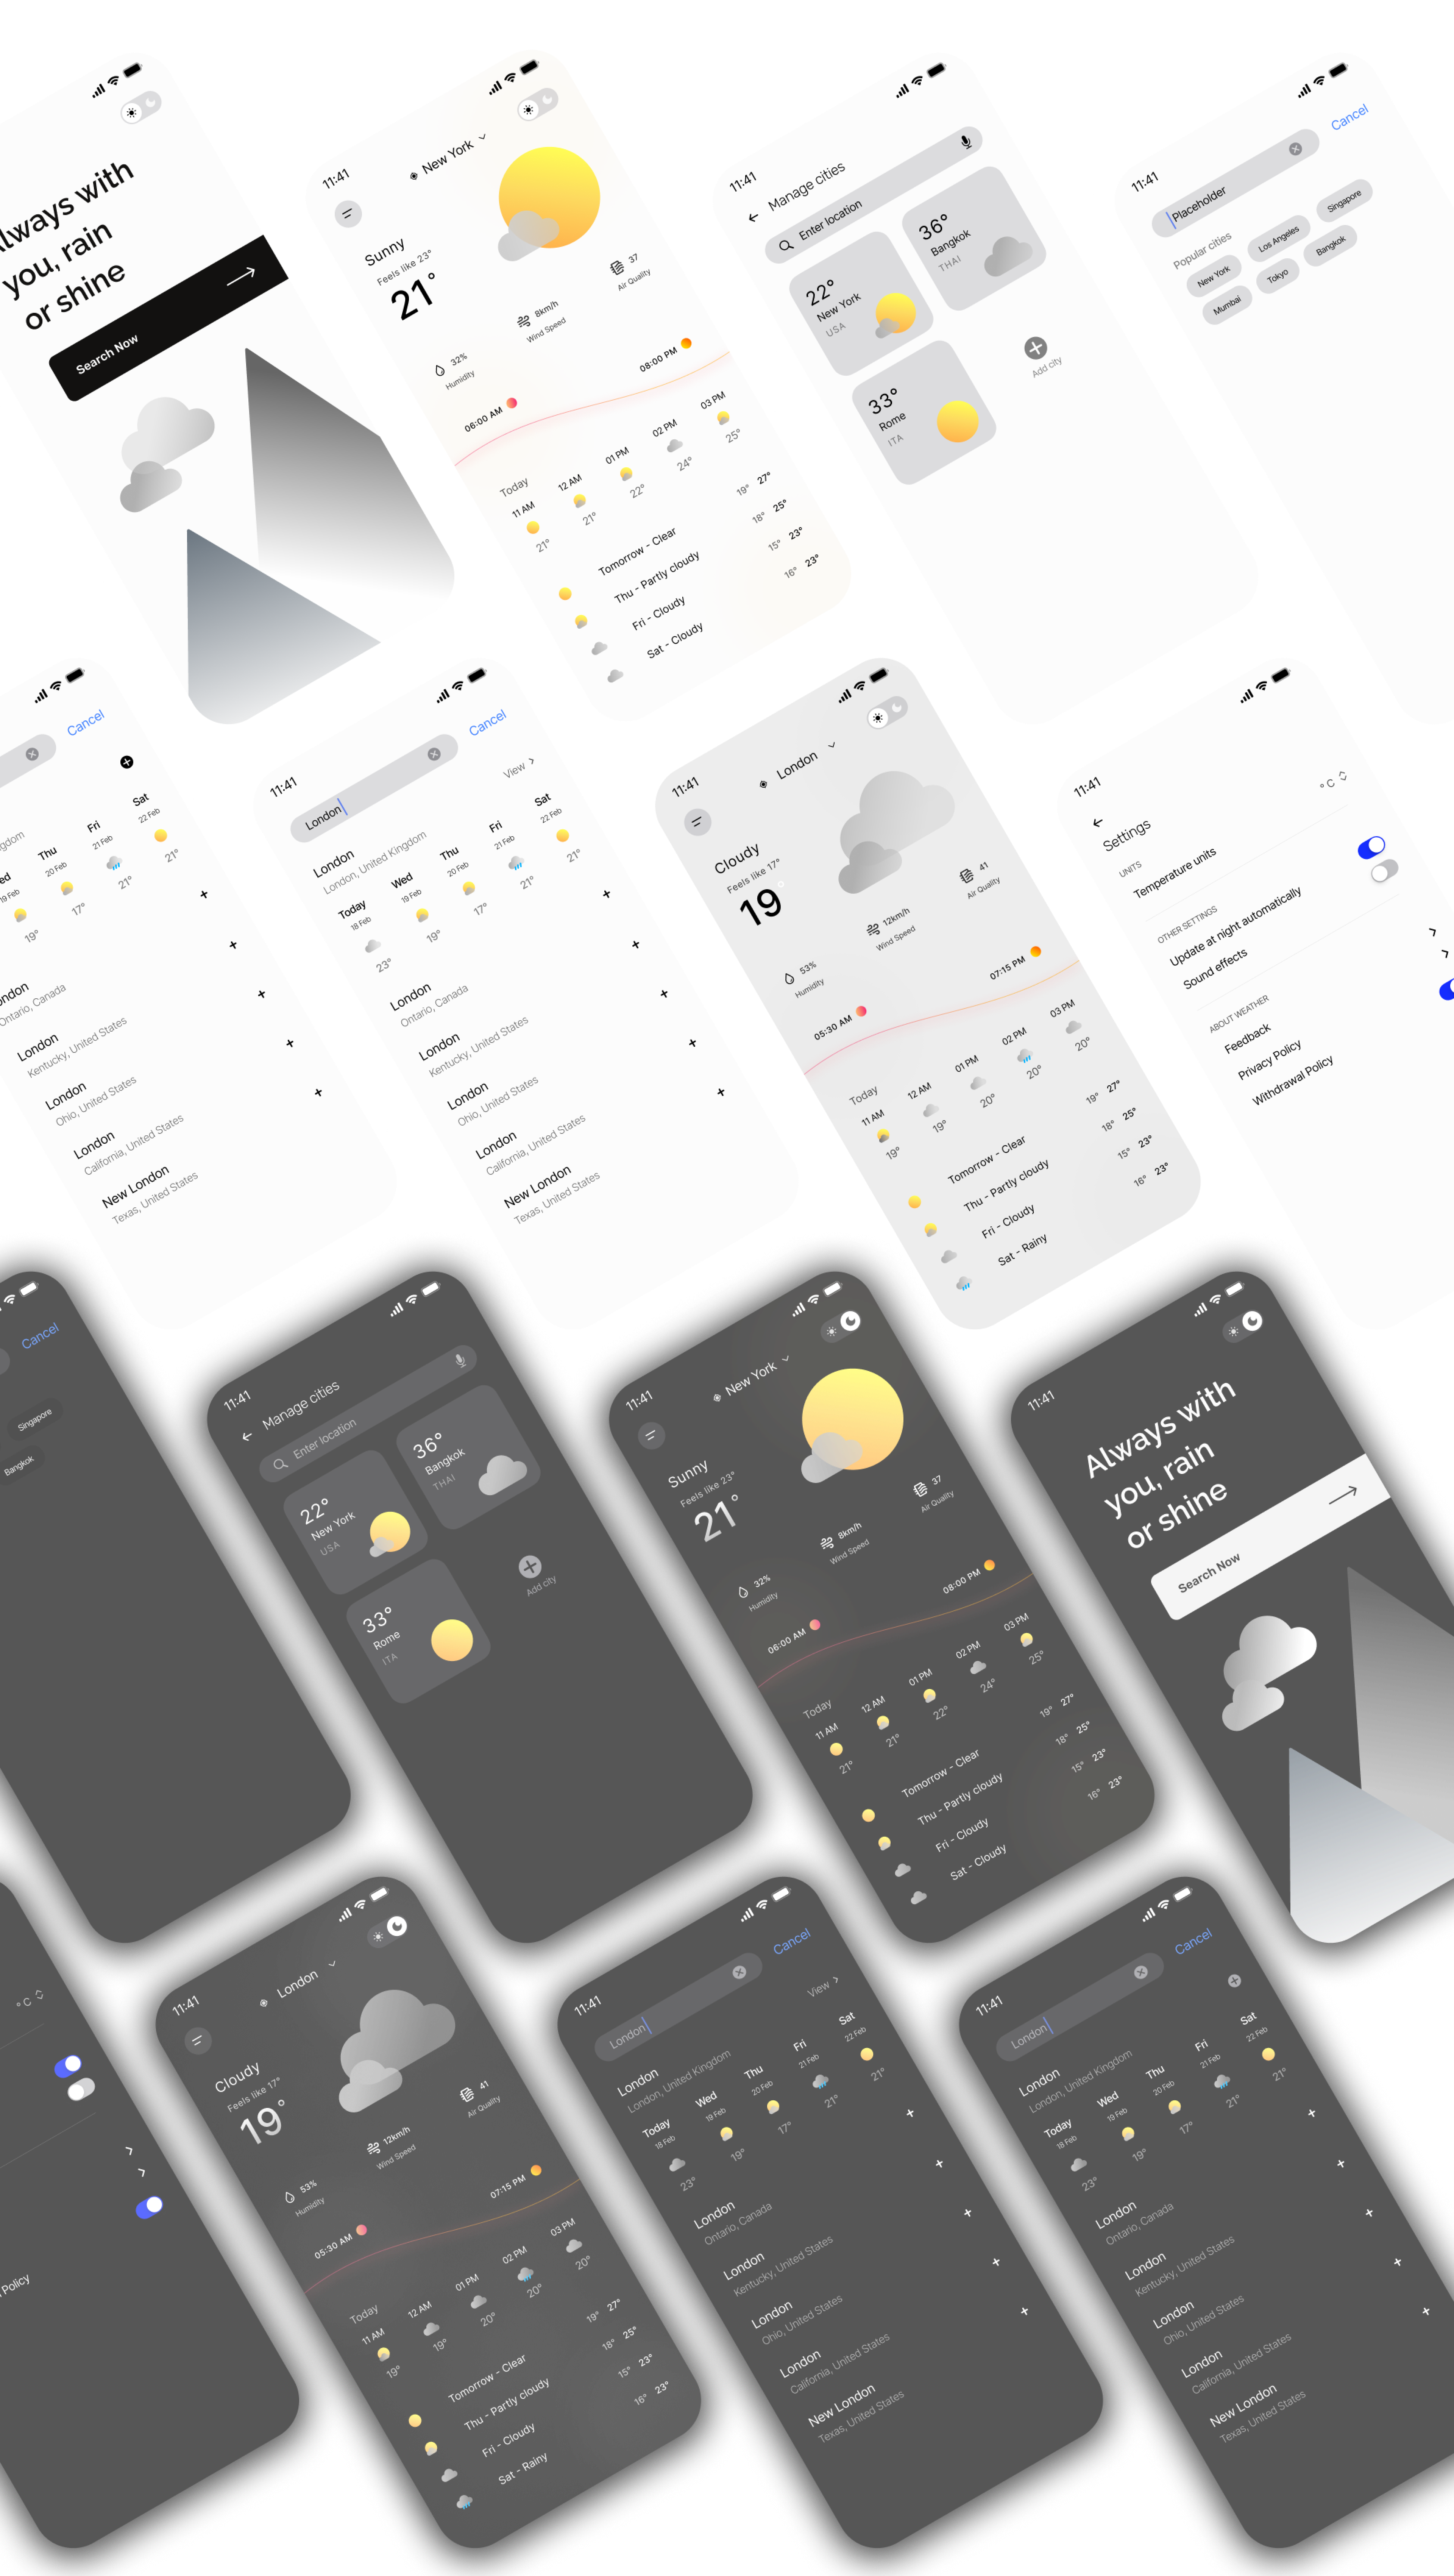 Always with
you, rain
or shine
Search Now
11:41
New York
Sunny
Feels like 23°
21°
32%
Humidity
8km/h
Wind Speed
37
Air Quality
06:00 AM
08:00 PM
Today
11 AM
12 AM
01 PM
02 PM
03 PM
21°
21°
22°
24°
25°
Tomorrow - Clear
19° 27°
Thu - Partly cloudy
18° 25°
Fri - Cloudy
15° 23°
Sat - Cloudy
16° 23°
11:41
Manage cities
Enter location
22°
New York
USA
36°
Bangkok
THAI
33°
Rome
ITA
Add city
11:41
Placeholder
Cancel
Popular cities
New York
Los Angeles
Singapore
Mumbai
Tokyo
Bangkok
Cancel
Thu
Fri
Sat
19 Feb
20 Feb
21 Feb
22 Feb
19°
17°
21°
21°
Ontario, Canada
London
Kentucky, United States
London
Ohio, United States
London
California, United States
New London
Texas, United States
11:41
London
Cancel
London
London, United Kingdom
View
Today
Wed
Thu
Fri
Sat
18 Feb
19 Feb
20 Feb
21 Feb
22 Feb
23°
19°
17°
21°
21°
London
Ontario, Canada
London
Kentucky, United States
London
Ohio, United States
London
California, United States
New London
Texas, United States
11:41
London
Cloudy
Feels like 17°
19
53%
Humidity
12km/h
Wind Speed
41
Air Quality
05:30 AM
07:15 PM
Today
11 AM
12 AM
01 PM
02 PM
03 PM
19°
19°
20°
20°
20°
Tomorrow - Clear
19° 27°
Thu - Partly cloudy
18° 25°
Fri - Cloudy
15° 23°
Sat - Rainy
16° 23°
11:41
Settings
UNITS
Temperature units
°C
OTHER SETTINGS
Update at night automatically
Sound effects
ABOUT WEATHER
Feedback
Privacy Policy
Withdrawal Policy
Cancel
Singapore
Bangkok
11:41
Manage cities
Enter location
22°
New York
USA
36°
Bangkok
THAI
33°
Rome
ITA
Add city
11:41
New York
Sunny
Feels like 23°
21°
32%
Humidity
8km/h
Wind Speed
37
Air Quality
06:00 AM
08:00 PM
Today
11 AM
12 AM
01 PM
02 PM
03 PM
21°
21°
22°
24°
25°
Tomorrow - Clear
19° 27°
Thu - Partly cloudy
18° 25°
Fri - Cloudy
15° 23°
Sat - Cloudy
16° 23°
11:41
Always with
you, rain
or shine
Search Now
°C
Policy
11:41
London
Cloudy
Feels like 17°
19°
53%
Humidity
12km/h
Wind Speed
41
Air Quality
05:30 AM
07:15 PM
Today
11 AM
12 AM
01 PM
02 PM
03 PM
19°
19°
20°
20°
20°
Tomorrow - Clear
19° 27°
Thu - Partly cloudy
18° 25°
Fri - Cloudy
15° 23°
Sat - Rainy
16° 23°
11:41
London
Cancel
London
London, United Kingdom
View
Today
Wed
Thu
Fri
Sat
18 Feb
19 Feb
20 Feb
21 Feb
22 Feb
23°
19°
17°
21°
21°
London
Ontario, Canada
London
Kentucky, United States
London
Ohio, United States
London
California, United States
New London
Texas, United States
11:41
London
Cancel
London
London, United Kingdom
Today
Wed
Thu
Fri
Sat
18 Feb
19 Feb
20 Feb
21 Feb
22 Feb
23°
19°
17°
21°
21°
London
Ontario, Canada
London
Kentucky, United States
London
Ohio, United States
London
California, United States
New London
Texas, United States